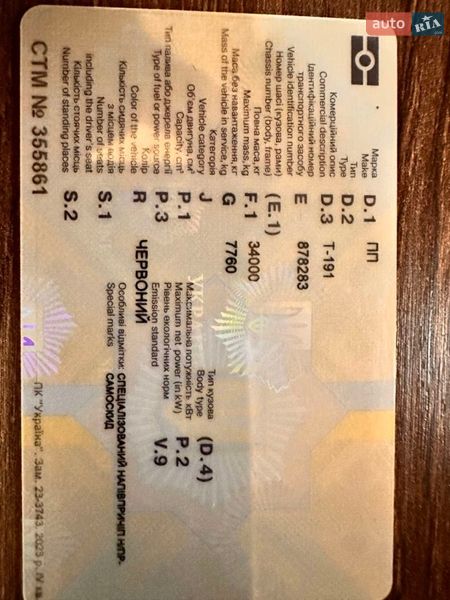 auto RIA.com
Марка
Make D.1 ПП
Тип
Type D.2
Комерційний опис
Commercial description D.3 Т-191
Ідентифікаційний номер
транспортного засобу
Vehicle identification number E 878283
Номер шасі (кузова, рами)
Chassis number (body, frame) (E.1)
Повна маса, кг
Maximum mass, kg F.1 34000
Маса без навантаження, кг
Mass of the vehicle in service, kg G 7760
Категорія
Vehicle category J
Тип кузова
Body type (D.4)
Об'єм двигуна, см³
Capacity, cm³ P.1
Максимальна потужність кВт
Maximum net power (in kW) P.2
Тип палива або джерело енергії
Type of fuel or power source P.3
Рівень екологічних норм
Emission standard V.9
Колір
Color of the vehicle R ЧЕРВОНИЙ
Кількість сидячих місць
з місцем водія
Number of seats
including the driver's seat S.1
Особливі відмітки: СПЕЦІАЛІЗОВАНИЙ НАПІВПРИЧІП Н/ПР-
Special marks САМОСКИД
Кількість стоячих місць
Number of standing places S.2
СТМ № 355861
ПК "Україна". Зам. 23-3743. 2023 р. IV кв.